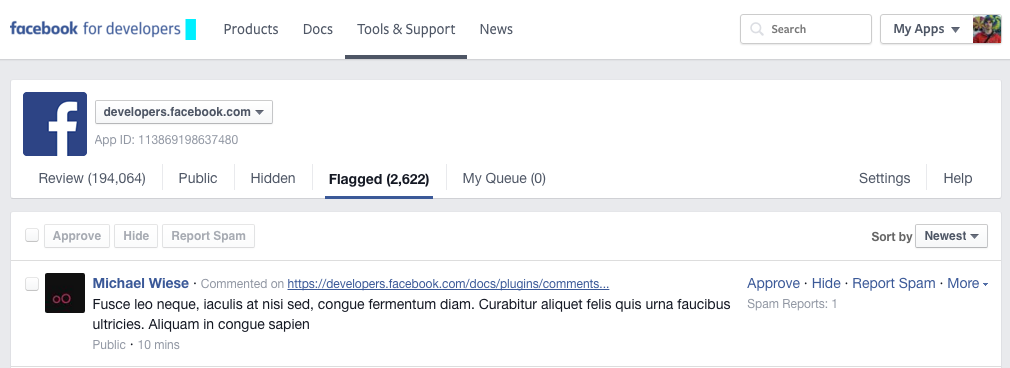 facebook for developers Products Docs Tools & Support News Search My Apps
developers.facebook.com
App ID: 113869198637480
Review (194,064) Public Hidden Flagged (2,622) My Queue (0) Settings Help
Approve Hide Report Spam Sort by Newest
Michael Wiese · Commented on https://developers.facebook.com/docs/plugins/comments... Approve · Hide · Report Spam · More
Fusce leo neque, iaculis at nisi sed, congue fermentum diam. Curabitur aliquet felis quis urna faucibus Spam Reports: 1
ultricies. Aliquam in congue sapien
Public · 10 mins